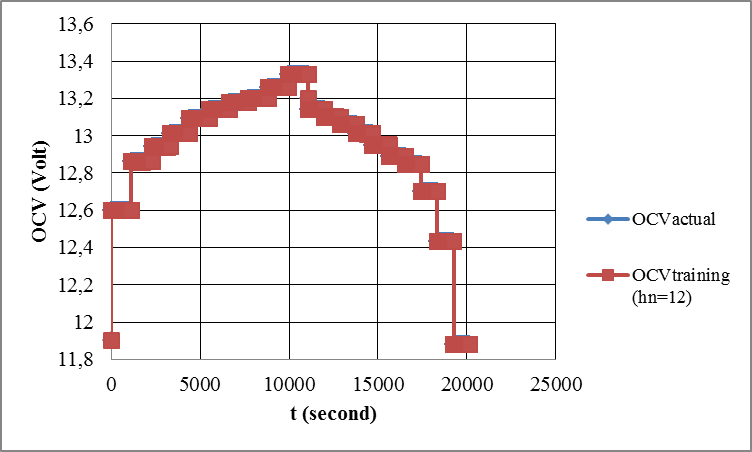 13,6
13,4
13,2
13
12,8
12,6
12,4
12,2
12
11,8
OCV (Volt)
0 5000 10000 15000 20000 25000
t (second)
OCVactual
OCVtraining
(hn=12)